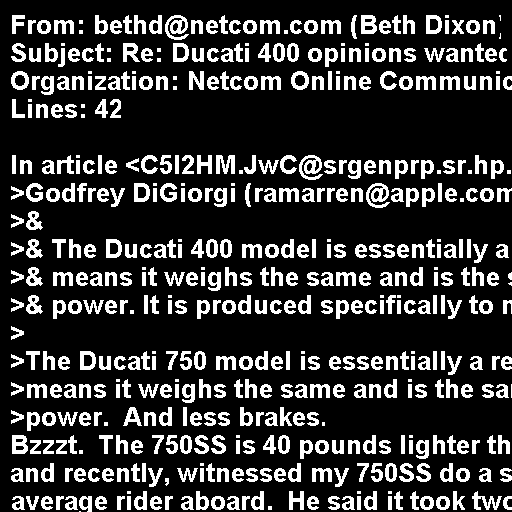 From: bethd@netcom.com (Beth Dixon)
Subject: Re: Ducati 400 opinions wanted
Organization: Netcom Online Communic
Lines: 42

In article <C5I2HM.JwC@srgenprp.sr.hp.
>Godfrey DiGiorgi (ramarren@apple.com
>&
>& The Ducati 400 model is essentially a
>& means it weighs the same and is the s
>& power. It is produced specifically to
>
>The Ducati 750 model is essentially a re
>means it weighs the same and is the sa
>power.  And less brakes.
Bzzzt.  The 750SS is 40 pounds lighter th
and recently, witnessed my 750SS do a s
average rider aboard.  He said it took two